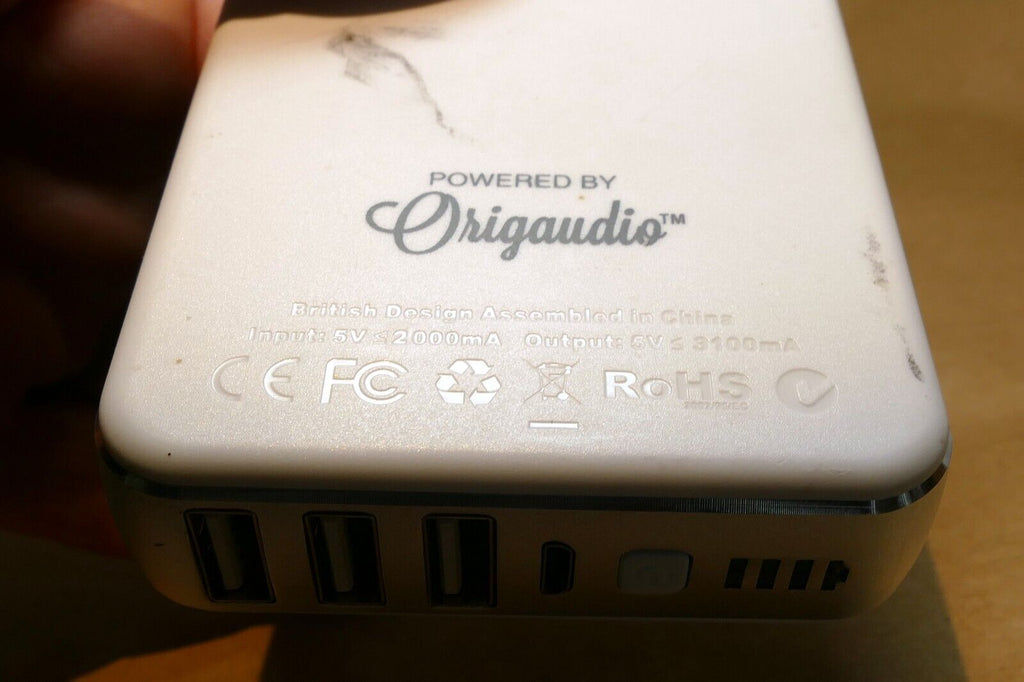 POWERED BY
Origaudio™
British Design Assembled in China
Input: 5V ≤2000mA Output: 5V ≤ 3100mA
CE FC RoHS